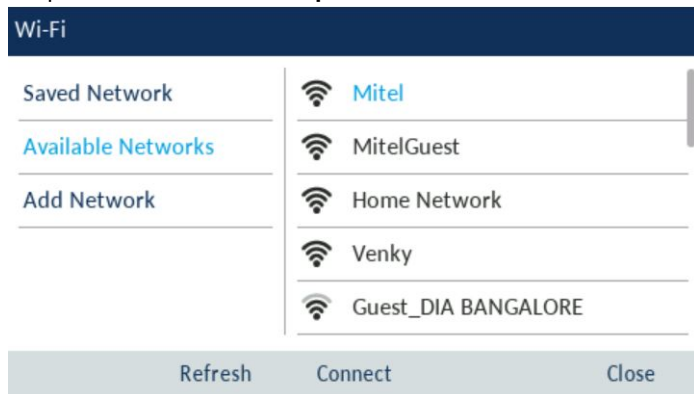 Wi-Fi
Saved Network
Available Networks
Add Network
Mitel
MitelGuest
Home Network
Venky
Guest_DIA BANGALORE
Refresh
Connect
Close